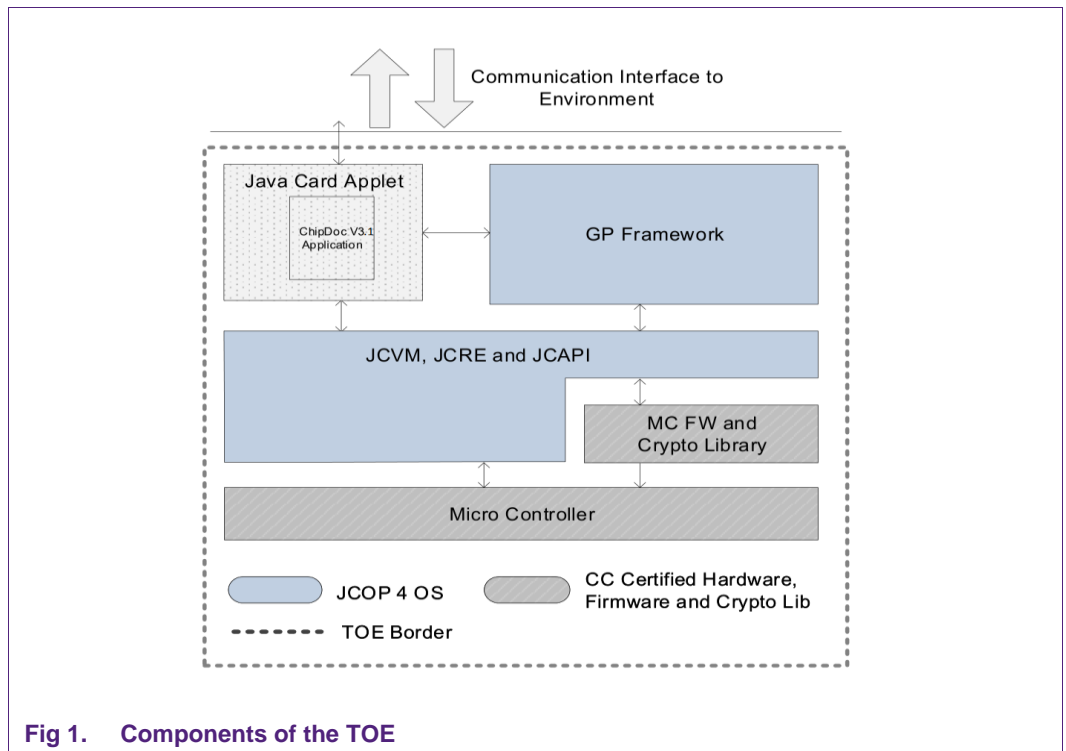 Communication Interface to
Environment
Java Card Applet
ChipDoc V3.1
Application
GP Framework
JCVM, JCRE and JCAPI
MC FW and
Crypto Library
Micro Controller
JCOP 4 OS
CC Certified Hardware,
Firmware and Crypto Lib
TOE Border
Fig 1. Components of the TOE